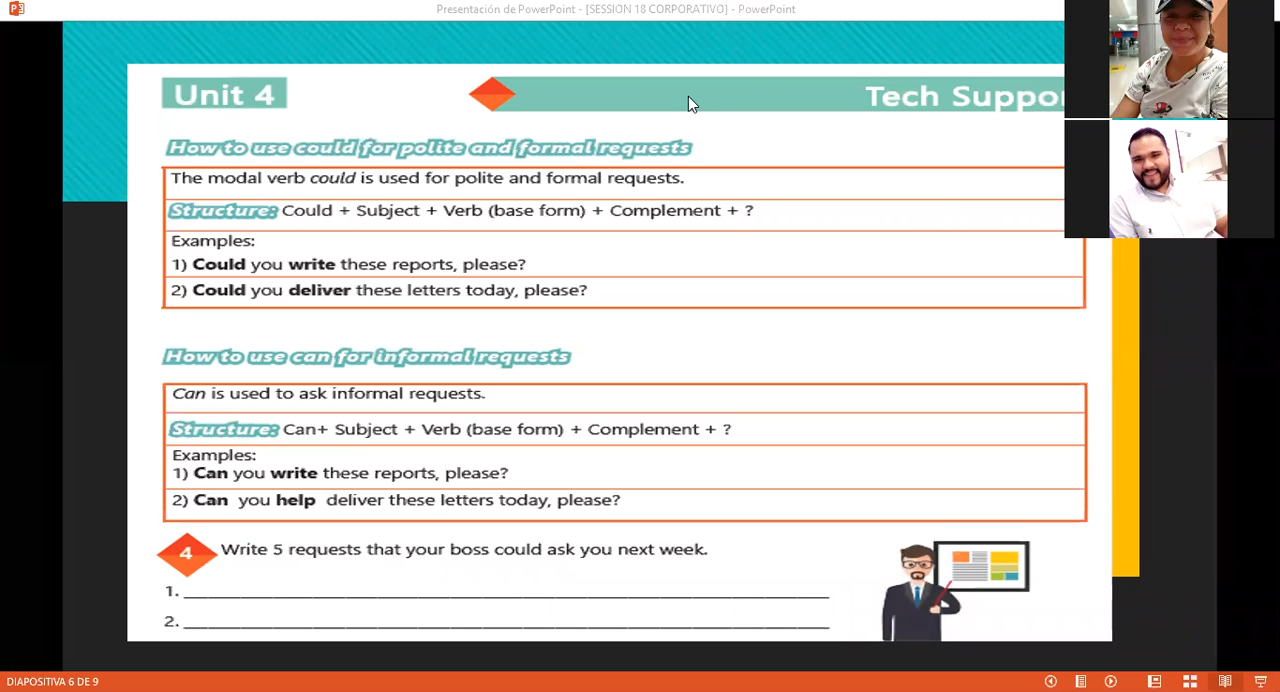 Presentación de PowerPoint - [SESSION 18 CORPORATIVO] - PowerPoint
Unit 4
Tech Suppor
How to use could for polite and formal requests
The modal verb could is used for polite and formal requests.
Structure: Could + Subject + Verb (base form) + Complement + ?
Examples:
1) Could you write these reports, please?
2) Could you deliver these letters today, please?
How to use can for informal requests
Can is used to ask informal requests.
Structure: Can+ Subject + Verb (base form) + Complement + ?
Examples:
1) Can you write these reports, please?
2) Can you help deliver these letters today, please?
4 Write 5 requests that your boss could ask you next week.
1.
2.
DIAPOSITIVA 6 DE 9